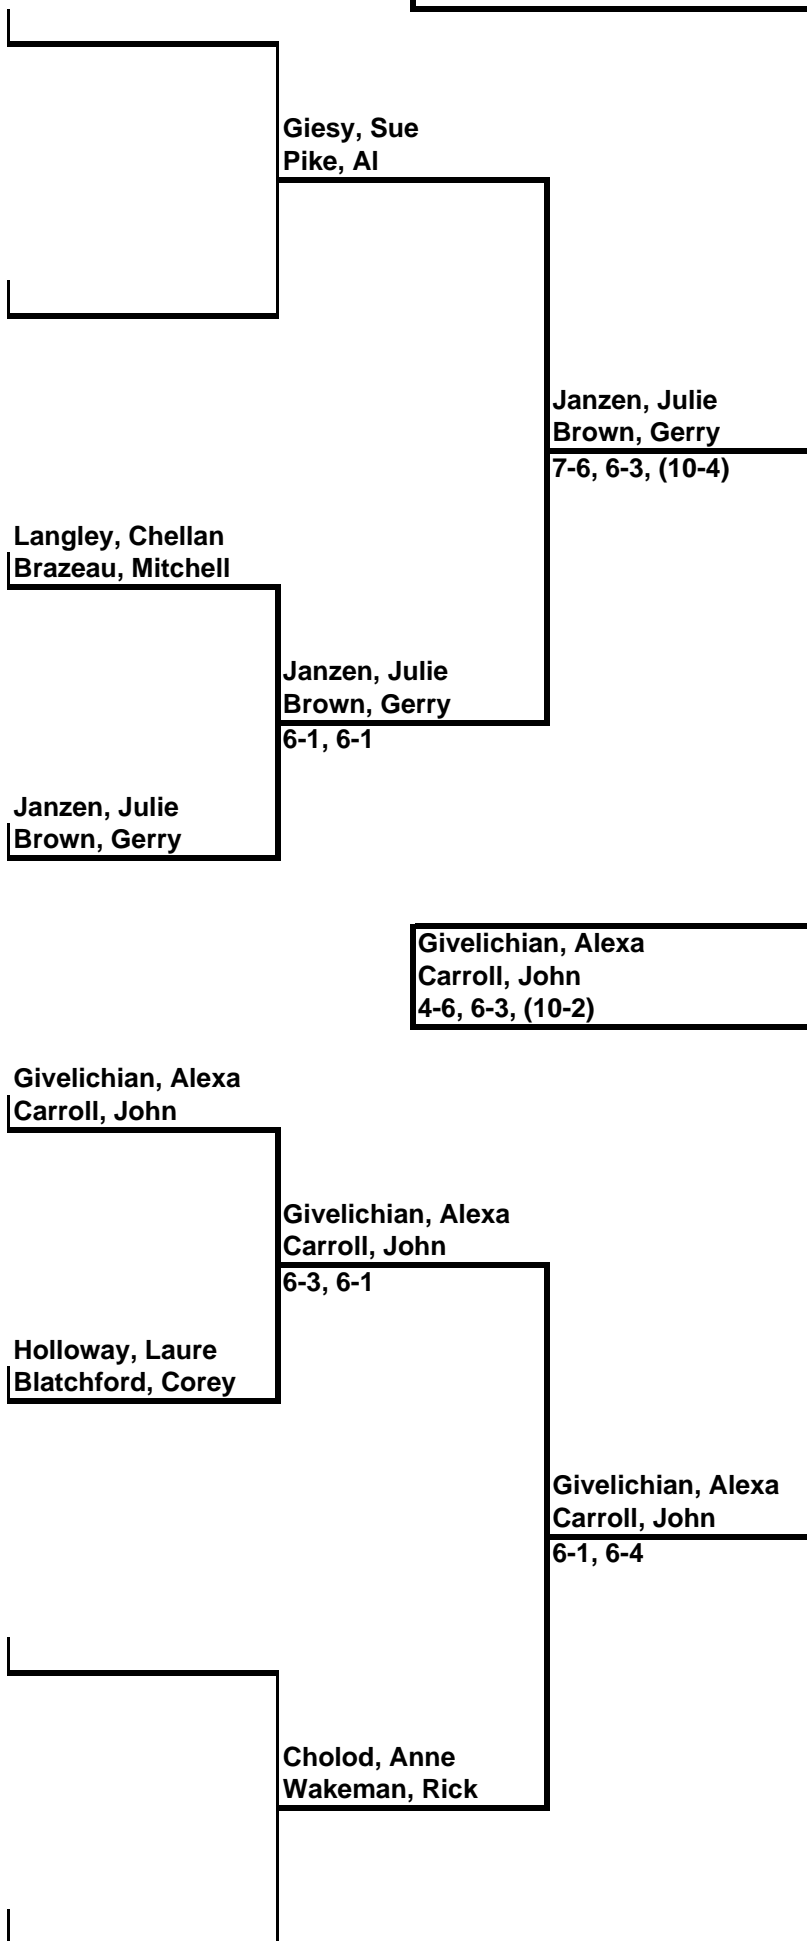 Giesy, Sue
Pike, Al
Janzen, Julie
Brown, Gerry
7-6, 6-3, (10-4)
Langley, Chellan
Brazeau, Mitchell
Janzen, Julie
Brown, Gerry
6-1, 6-1
Janzen, Julie
Brown, Gerry
Givelichian, Alexa
Carroll, John
4-6, 6-3, (10-2)
Givelichian, Alexa
Carroll, John
Givelichian, Alexa
Carroll, John
6-3, 6-1
Holloway, Laure
Blatchford, Corey
Givelichian, Alexa
Carroll, John
6-1, 6-4
Cholod, Anne
Wakeman, Rick